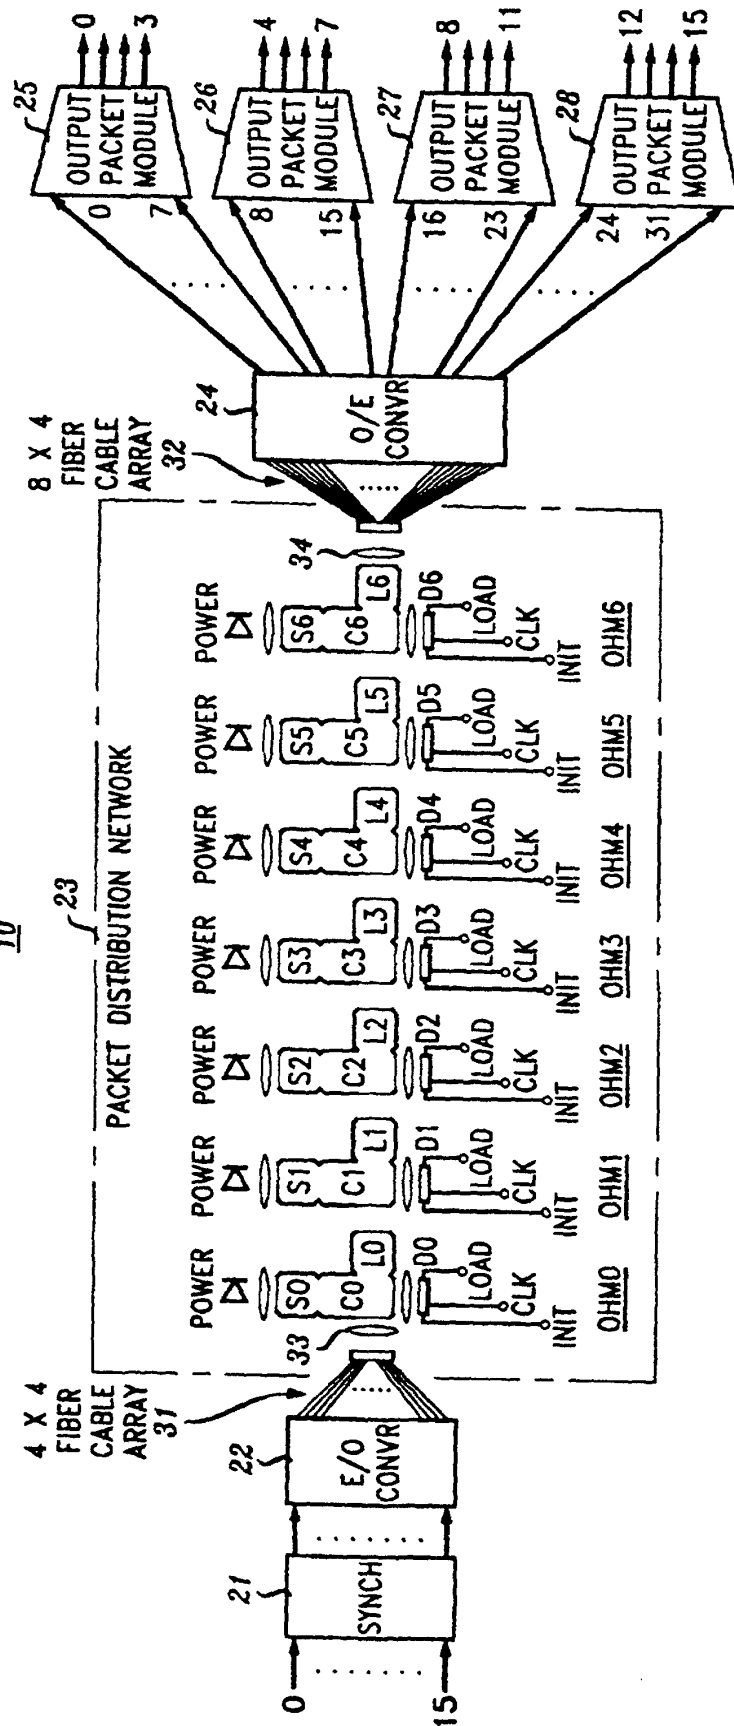 10
0
15
21
SYNCH
22
E/O
CONVR
4 X 4
FIBER
CABLE
ARRAY
31
23
PACKET DISTRIBUTION NETWORK
33
POWER
S0
C0
L0
D0
LOAD
CLK
INIT
OHM0
POWER
S1
C1
L1
D1
LOAD
CLK
INIT
OHM1
POWER
S2
C2
L2
D2
LOAD
CLK
INIT
OHM2
POWER
S3
C3
L3
D3
LOAD
CLK
INIT
OHM3
POWER
S4
C4
L4
D4
LOAD
CLK
INIT
OHM4
POWER
S5
C5
L5
D5
LOAD
CLK
INIT
OHM5
POWER
S6
C6
L6
D6
LOAD
CLK
INIT
OHM6
34
8 X 4
FIBER
CABLE
ARRAY
32
24
O/E
CONVR
25
OUTPUT
PACKET
MODULE
0
7
0
3
26
OUTPUT
PACKET
MODULE
8
15
4
7
27
OUTPUT
PACKET
MODULE
16
23
8
11
28
OUTPUT
PACKET
MODULE
24
31
12
15